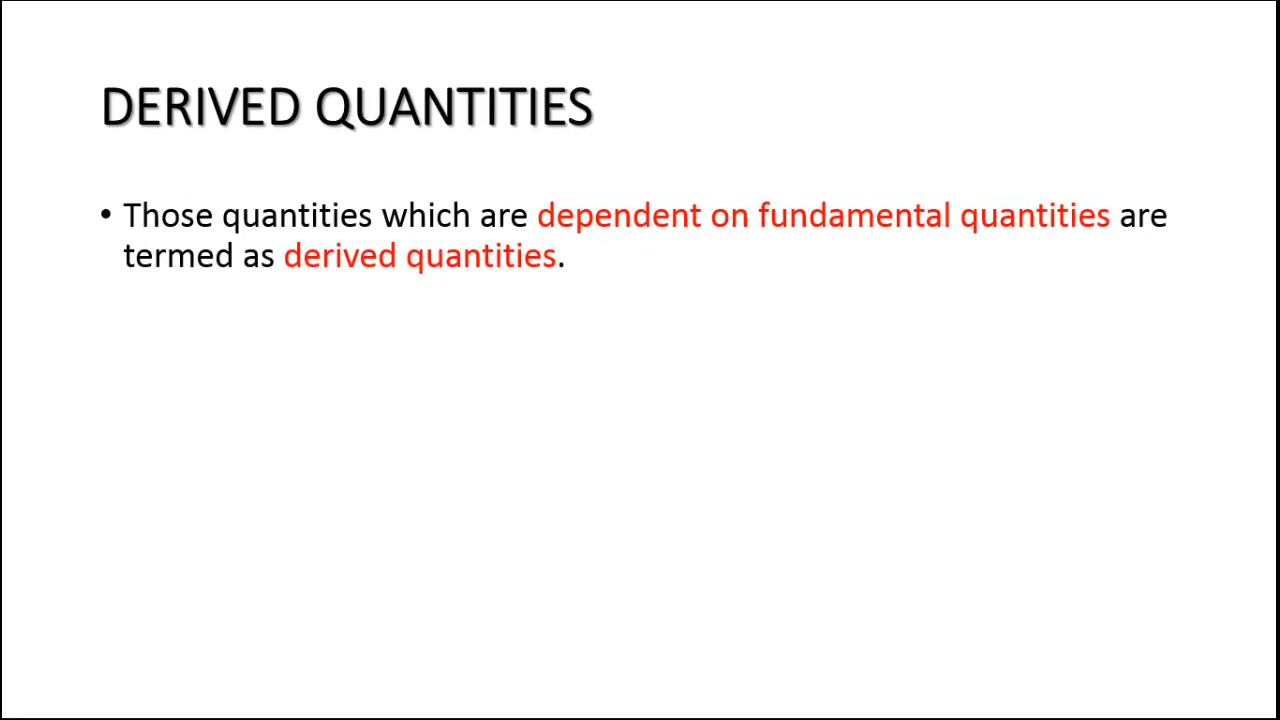 DERIVED QUANTITIES
• Those quantities which are dependent on fundamental quantities are
termed as derived quantities.